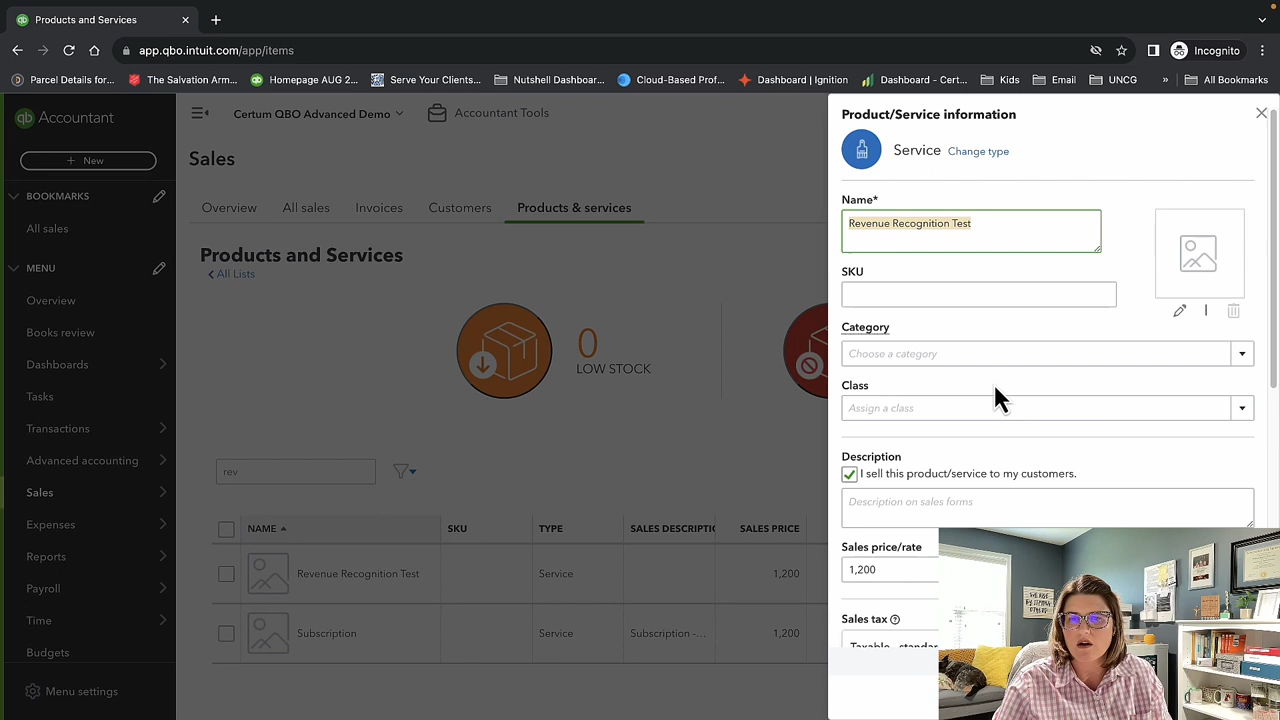 Products and Services
app.qbo.intuit.com/app/items
Incognito
Parcel Details for...
The Salvation Arm...
Homepage AUG 2...
Serve Your Clients...
Nutshell Dashboar...
Cloud-Based Prof...
Dashboard | Ignition
Dashboard - Cert...
Kids
Email
UNCG
»
All Bookmarks
qb Accountant
+ New
BOOKMARKS
All sales
MENU
Overview
Books review
Dashboards
Tasks
Transactions
Advanced accounting
Sales
Expenses
Reports
Payroll
Time
Budgets
Menu settings
Certum QBO Advanced Demo
Accountant Tools
Sales
Overview
All sales
Invoices
Customers
Products & services
Products and Services
All Lists
0
LOW STOCK
rev
NAME
SKU
TYPE
SALES DESCRIPTIO
SALES PRICE
Revenue Recognition Test
Service
1,200
Subscription
Service
Subscription -...
1,200
Product/Service information
Service
Change type
Name*
Revenue Recognition Test
SKU
Category
Choose a category
Class
Assign a class
Description
I sell this product/service to my customers.
Description on sales forms
Sales price/rate
1,200
Sales tax
Taxable - standar